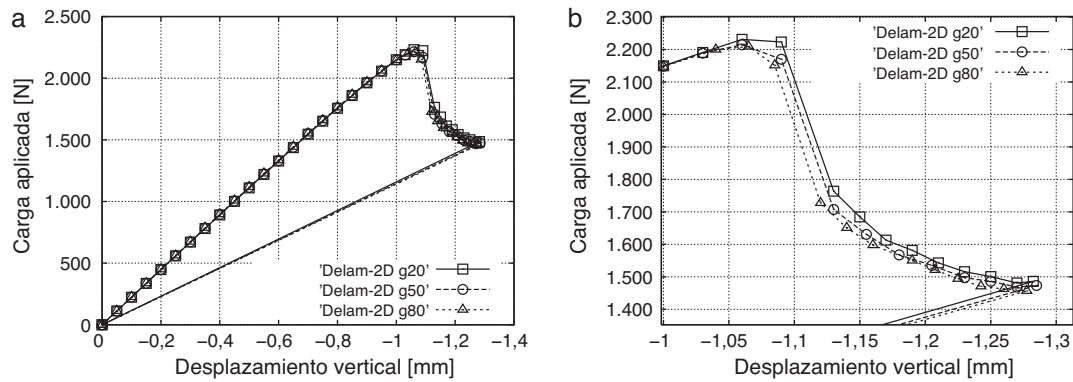 a
Carga aplicada [N]
2.500
2.000
1.500
1.000
500
0
0
−0,2
−0,4
−0,6
−0,8
−1
−1,2
−1,4
Desplazamiento vertical [mm]
'Delam-2D g20'
'Delam-2D g50'
'Delam-2D g80'
b
Carga aplicada [N]
2.300
2.200
2.100
2.000
1.900
1.800
1.700
1.600
1.500
1.400
−1
−1,05
−1,1
−1,15
−1,2
−1,25
−1,3
Desplazamiento vertical [mm]
'Delam-2D g20'
'Delam-2D g50'
'Delam-2D g80'